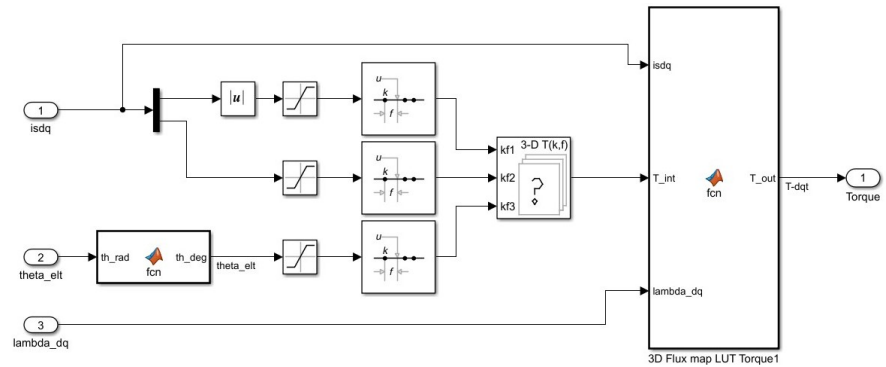 1
isdq
|u|
u
k
f
isdq
u
k
f
3-D T(k,f)
kf1
kf2
kf3
?
T_int
fcn
T_out
T-dqt
1
Torque
2
theta_elt
th_rad
fcn
th_deg
theta_elt
u
k
f
3
lambda_dq
lambda_dq
3D Flux map LUT Torque1